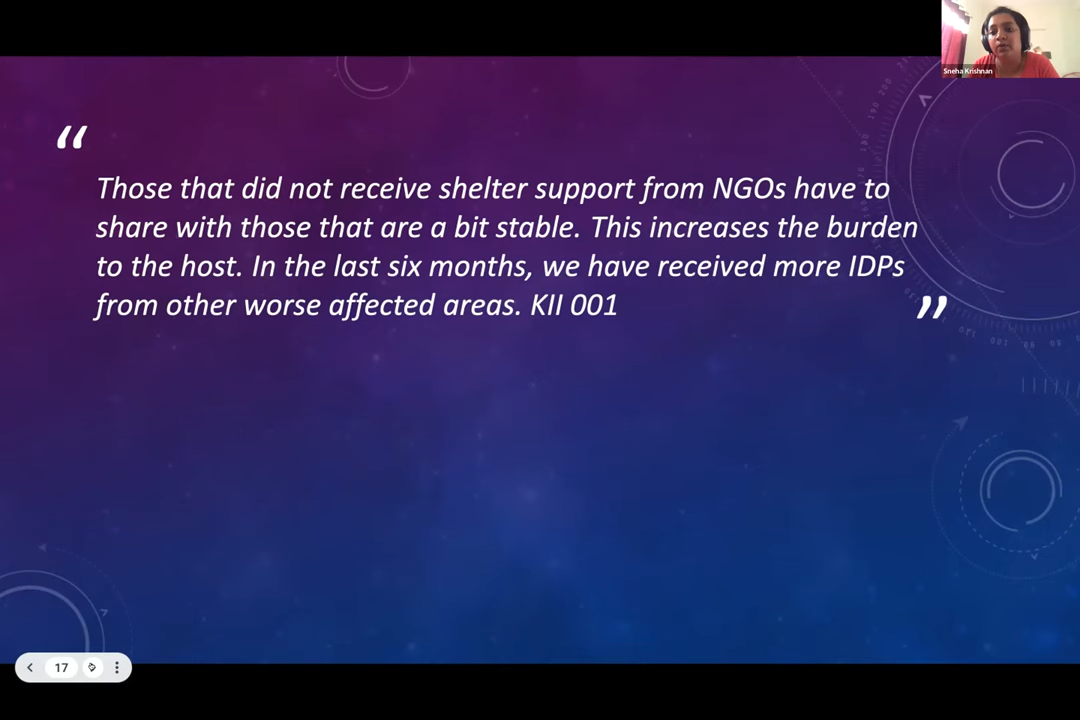 Sneha Krishnan
“
Those that did not receive shelter support from NGOs have to
share with those that are a bit stable. This increases the burden
to the host. In the last six months, we have received more IDPs
from other worse affected areas. KII 001
”
17